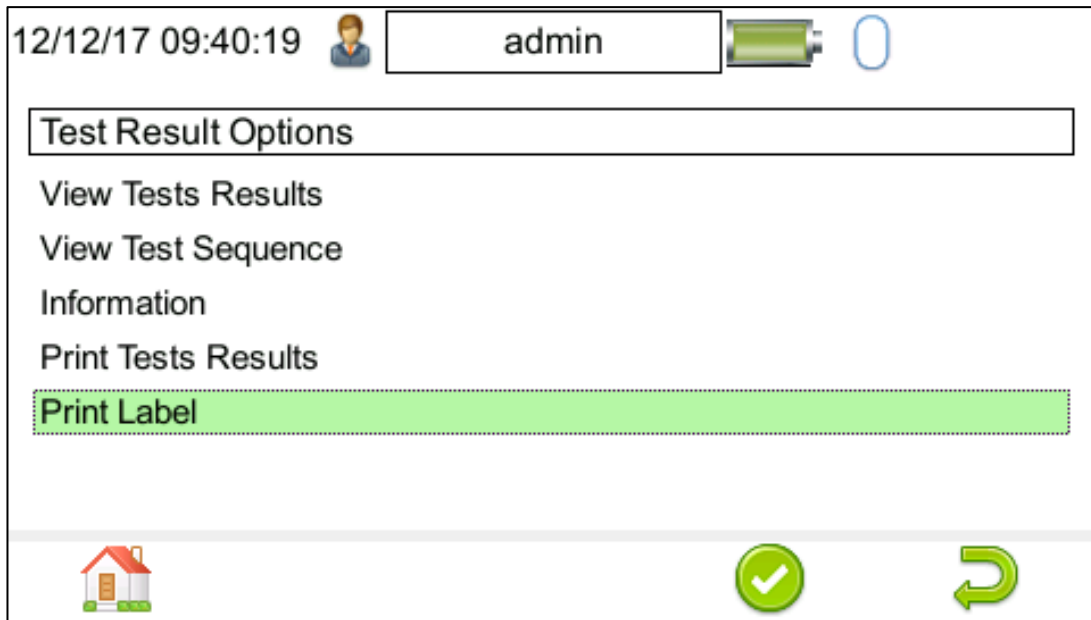 12/12/17 09:40:19 admin
Test Result Options
View Tests Results
View Test Sequence
Information
Print Tests Results
Print Label